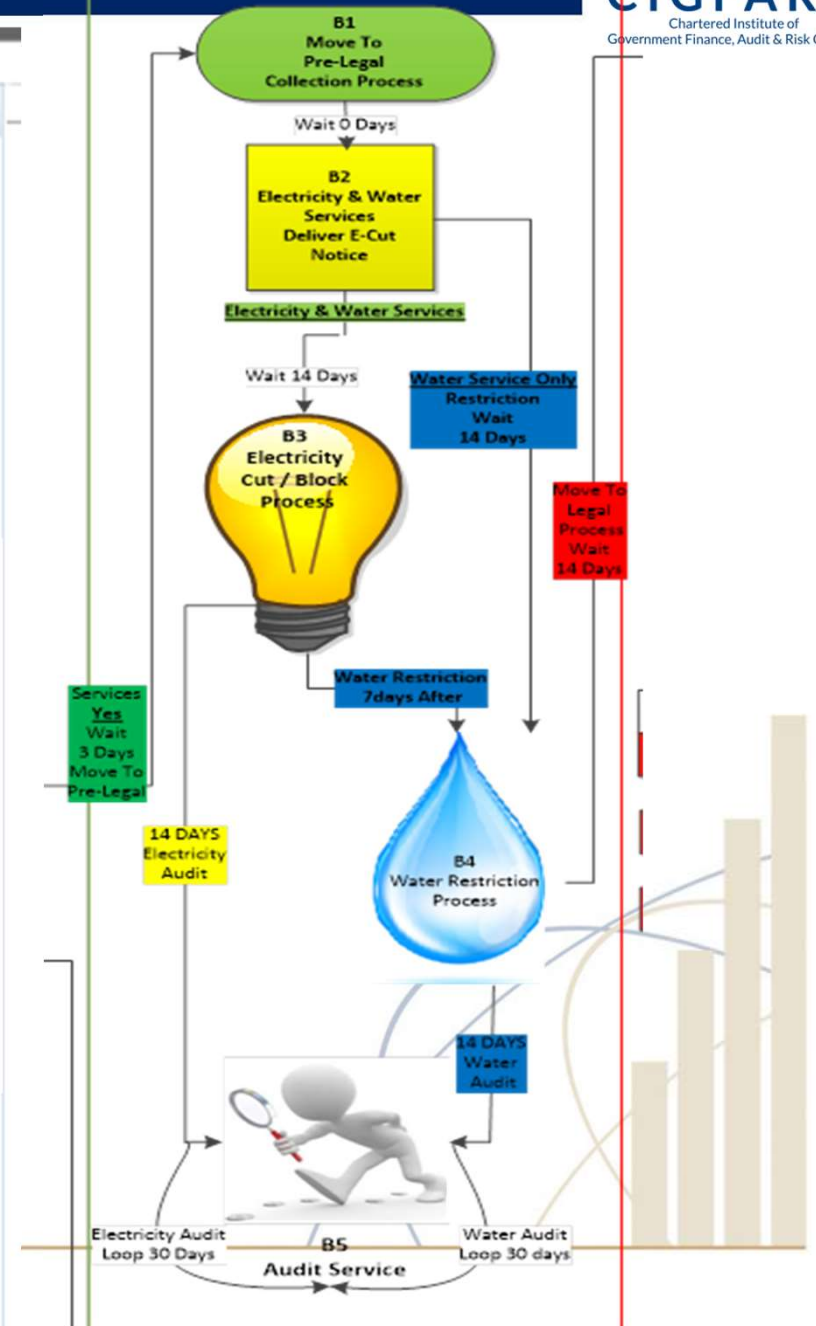 Chartered Institute of
Government Finance, Audit & Risk
B1
Move To
Pre-Legal
Collection Process
Wait 0 Days
B2
Electricity & Water
Services
Deliver E-Cut
Notice
Electricity & Water Services
Wait 14 Days
Water Service Only
Restriction
Wait
14 Days
B3
Electricity
Cut / Block
Process
Move To
Legal
Process
Wait
14 Days
Water Restriction
7days After
Services
Yes
Wait
3 Days
Move To
Pre-Legal
14 DAYS
Electricity
Audit
B4
Water Restriction
Process
14 DAYS
Water
Audit
Electricity Audit
Loop 30 Days
B5
Audit Service
Water Audit
Loop 30 days